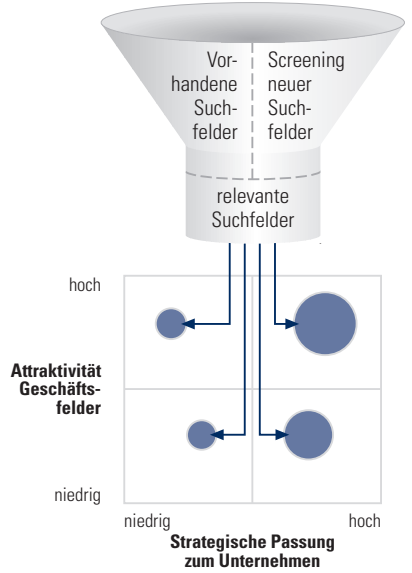 Vor-
handene
Such-
felder
Screening
neuer
Such-
felder
relevante
Suchfelder
hoch
Attraktivität
Geschäfts-
felder
niedrig
niedrig
hoch
Strategische Passung
zum Unternehmen